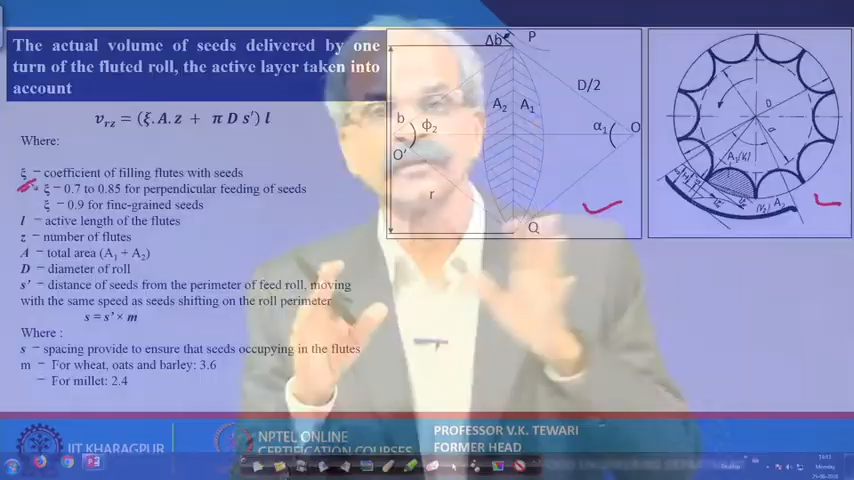 The actual volume of seeds delivered by one
turn of the fluted roll, the active layer taken into
account
v_rz = (ξ.A.z + π D s′) l
Where:
ξ = coefficient of filling flutes with seeds
ξ = 0.7 to 0.85 for perpendicular feeding of seeds
ξ = 0.9 for fine-grained seeds
l = active length of the flutes
z = number of flutes
A = total area (A₁ + A₂)
D = diameter of roll
s′ = distance of seeds from the perimeter of feed roll, moving
with the same speed as seeds shifting on the roll perimeter
s = s′ × m
Where :
s = spacing provide to ensure that seeds occupying in the flutes
m = For wheat, oats and barley: 3.6
= For millet: 2.4
Δb P
D/2
A₂ A₁
b ϕ₂ α₁ O
O′
r
Q
D
IIT KHARAGPUR
NPTEL ONLINE
CERTIFICATION COURSES
PROFESSOR V.K. TEWARI
FORMER HEAD